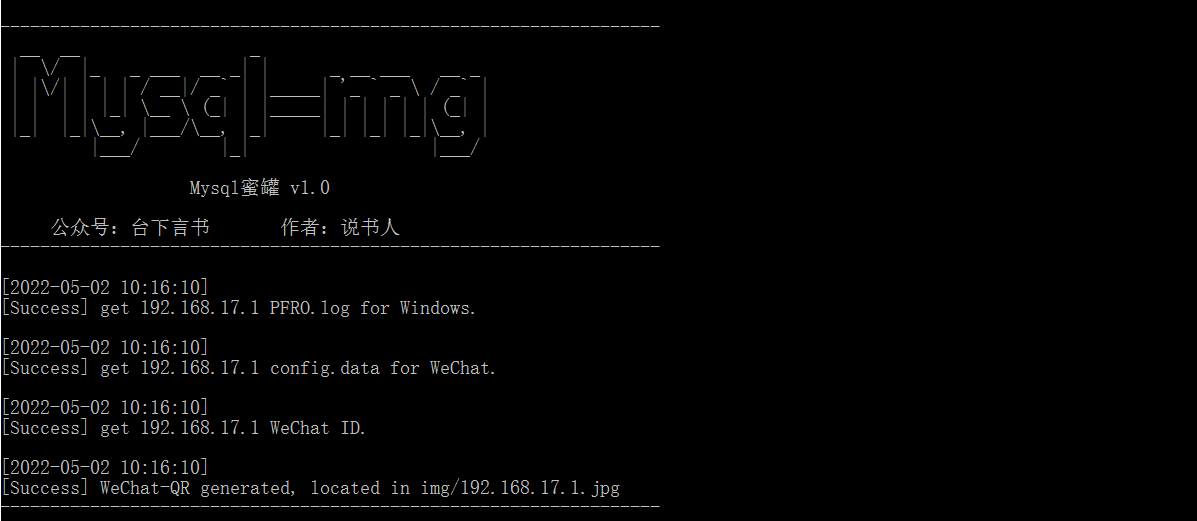 Mysql-mg
Mysql蜜罐 v1.0
公众号：台下言书 作者：说书人
[2022-05-02 10:16:10]
[Success] get 192.168.17.1 PFRO.log for Windows.
[2022-05-02 10:16:10]
[Success] get 192.168.17.1 config.data for WeChat.
[2022-05-02 10:16:10]
[Success] get 192.168.17.1 WeChat ID.
[2022-05-02 10:16:10]
[Success] WeChat-QR generated, located in img/192.168.17.1.jpg